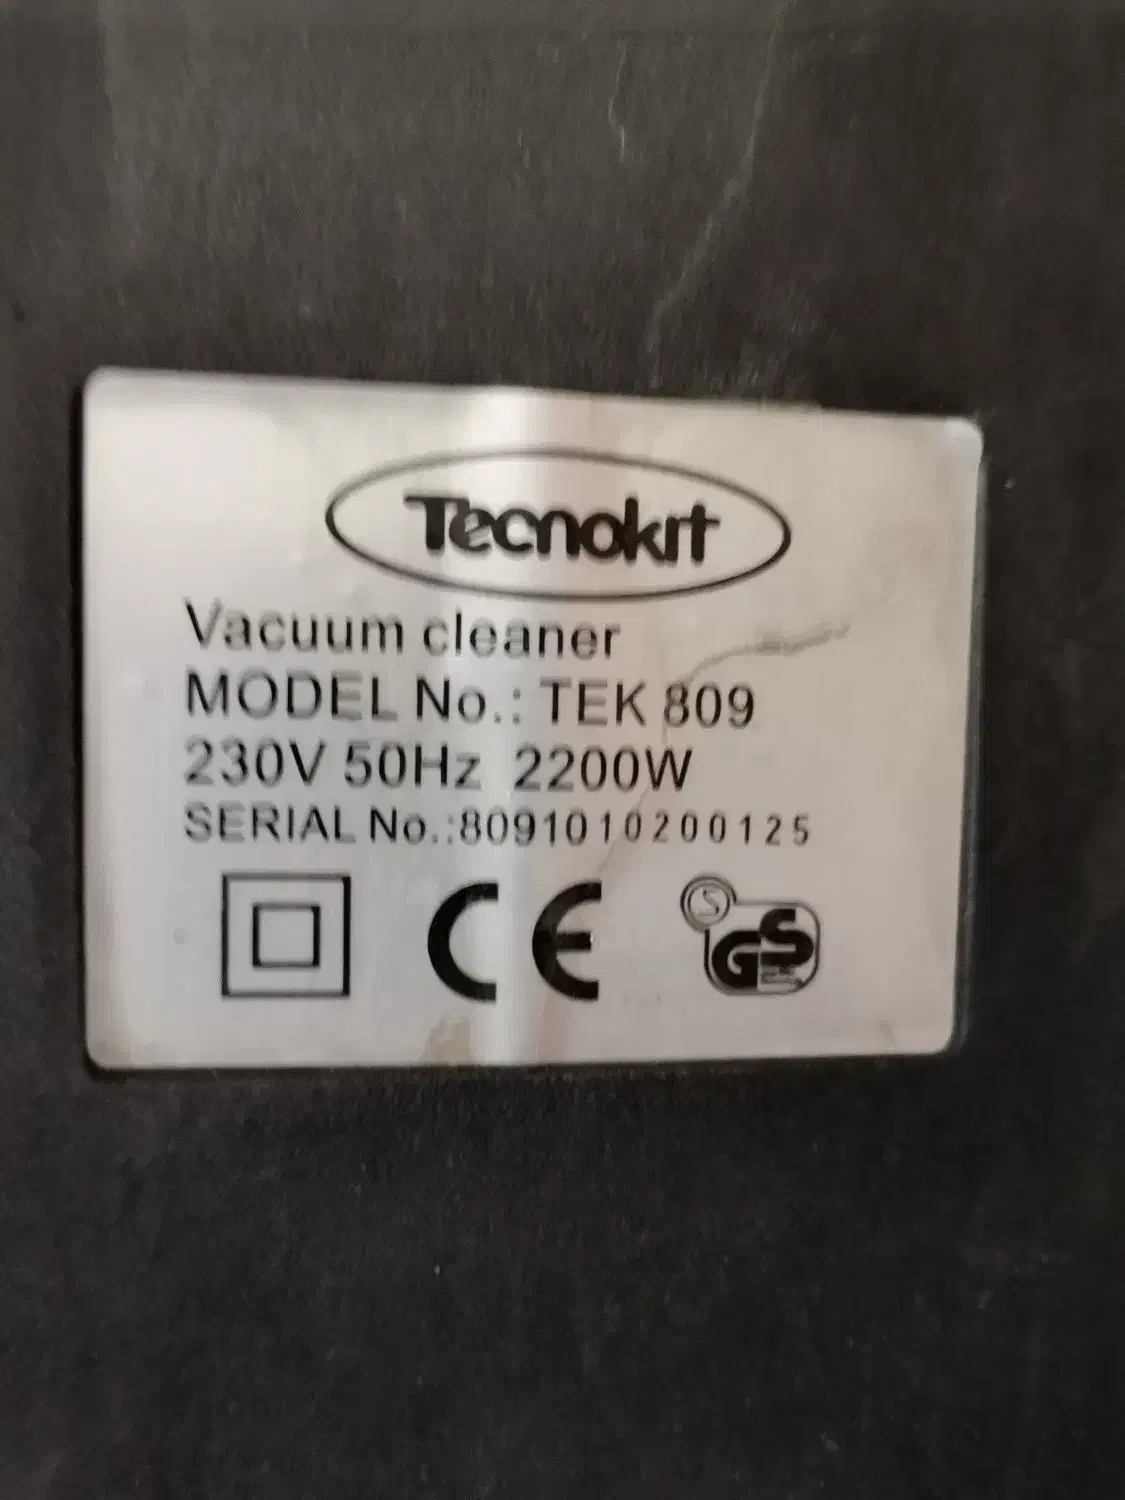 Tecnokit
Vacuum cleaner
MODEL No.: TEK 809
230V 50Hz 2200W
SERIAL No.:8091010200125
CE
S
GS